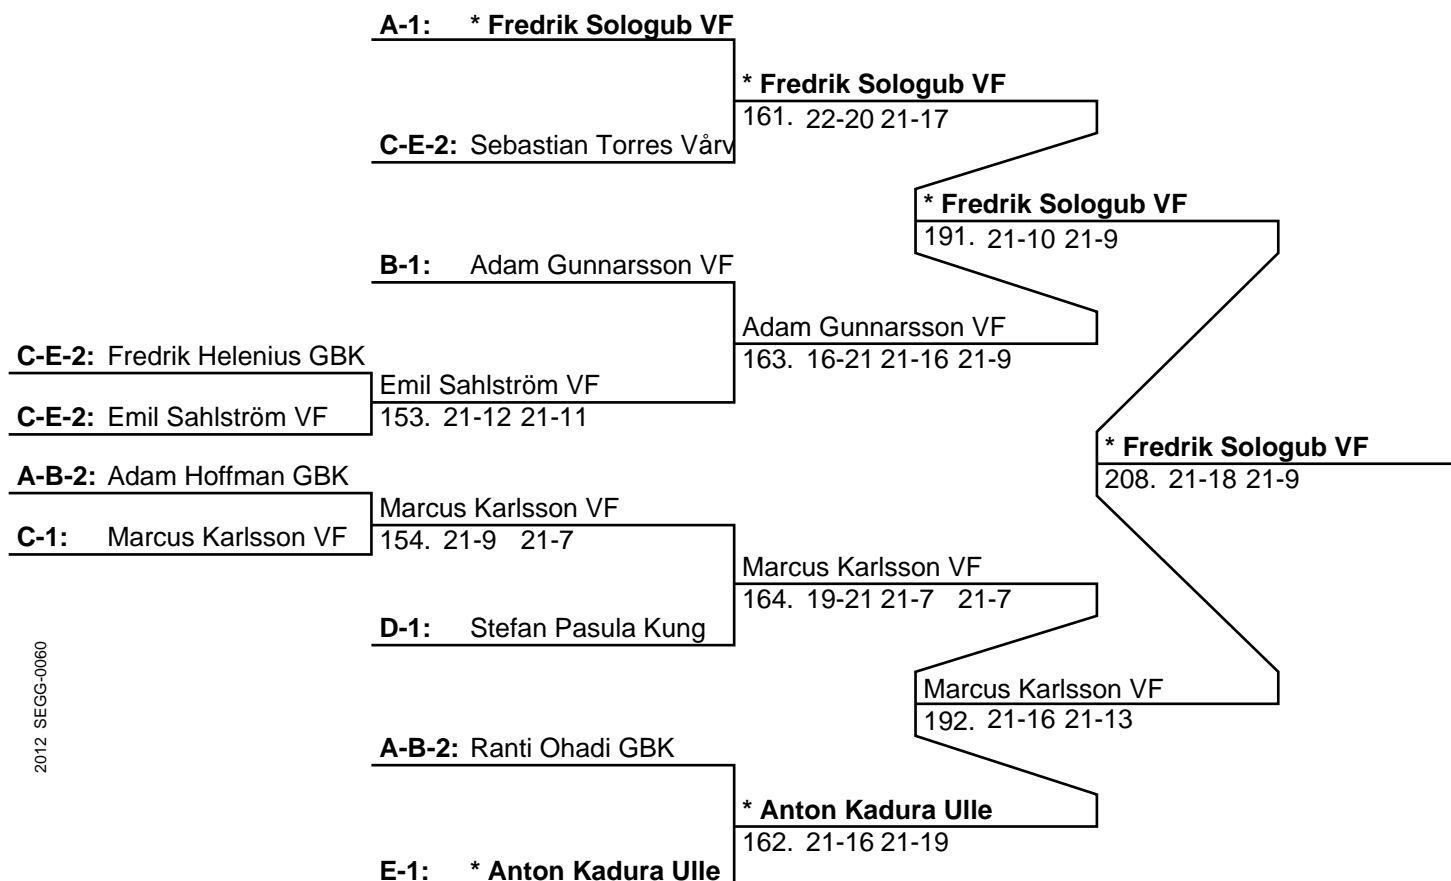 A-1: * Fredrik Sologub VF
* Fredrik Sologub VF
161. 22-20 21-17
C-E-2: Sebastian Torres Vårv
* Fredrik Sologub VF
191. 21-10 21-9
B-1: Adam Gunnarsson VF
Adam Gunnarsson VF
163. 16-21 21-16 21-9
C-E-2: Fredrik Helenius GBK
Emil Sahlström VF
153. 21-12 21-11
C-E-2: Emil Sahlström VF
* Fredrik Sologub VF
208. 21-18 21-9
A-B-2: Adam Hoffman GBK
Marcus Karlsson VF
154. 21-9 21-7
C-1: Marcus Karlsson VF
Marcus Karlsson VF
164. 19-21 21-7 21-7
D-1: Stefan Pasula Kung
Marcus Karlsson VF
192. 21-16 21-13
A-B-2: Ranti Ohadi GBK
* Anton Kadura Ulle
162. 21-16 21-19
E-1: * Anton Kadura Ulle
2012 SEGG-0060